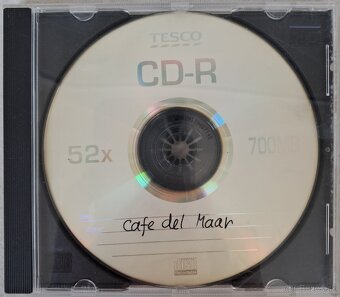 TESCO
CD-R
52x
700MB
Cafe del Maar